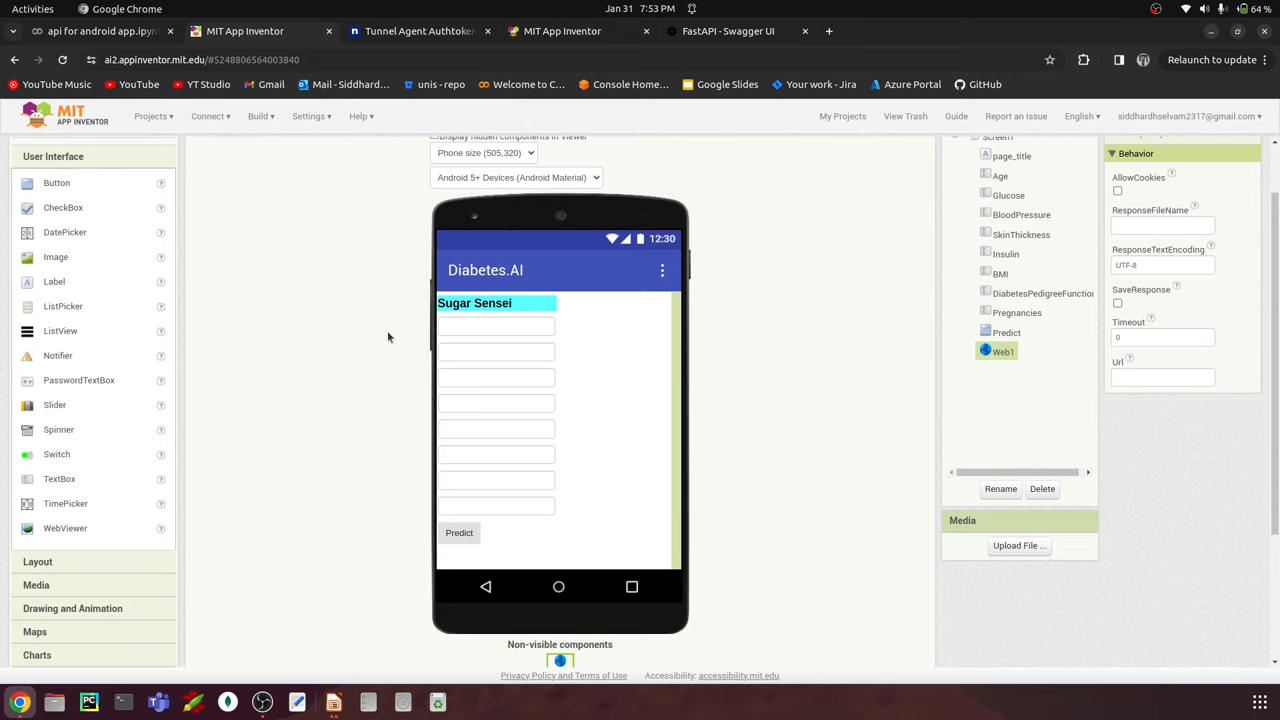 Activities
Google Chrome
Jan 31 7:53 PM
64 %
api for android app.ipyn
MIT App Inventor
Tunnel Agent Authtoken
MIT App Inventor
FastAPI - Swagger UI
ai2.appinventor.mit.edu/#5248806564003840
Relaunch to update
YouTube Music
YouTube
YT Studio
Gmail
Mail - Siddhard...
unis - repo
Welcome to C...
Console Home...
Google Slides
Your work - Jira
Azure Portal
GitHub
MIT
APP INVENTOR
Projects
Connect
Build
Settings
Help
My Projects
View Trash
Guide
Report an Issue
English
siddhardhselvam2317@gmail.com
User Interface
Button
CheckBox
DatePicker
Image
Label
ListPicker
ListView
Notifier
PasswordTextBox
Slider
Spinner
Switch
TextBox
TimePicker
WebViewer
Layout
Media
Drawing and Animation
Maps
Charts
Display hidden components in Viewer
Phone size (505,320)
Android 5+ Devices (Android Material)
12:30
Diabetes.AI
Sugar Sensei
Predict
Non-visible components
Privacy Policy and Terms of Use
Accessibility: accessibility.mit.edu
Screen1
page_title
Age
Glucose
BloodPressure
SkinThickness
Insulin
BMI
DiabetesPedigreeFunction
Pregnancies
Predict
Web1
Rename
Delete
Media
Upload File ...
Behavior
AllowCookies
ResponseFileName
ResponseTextEncoding
UTF-8
SaveResponse
Timeout
0
Url